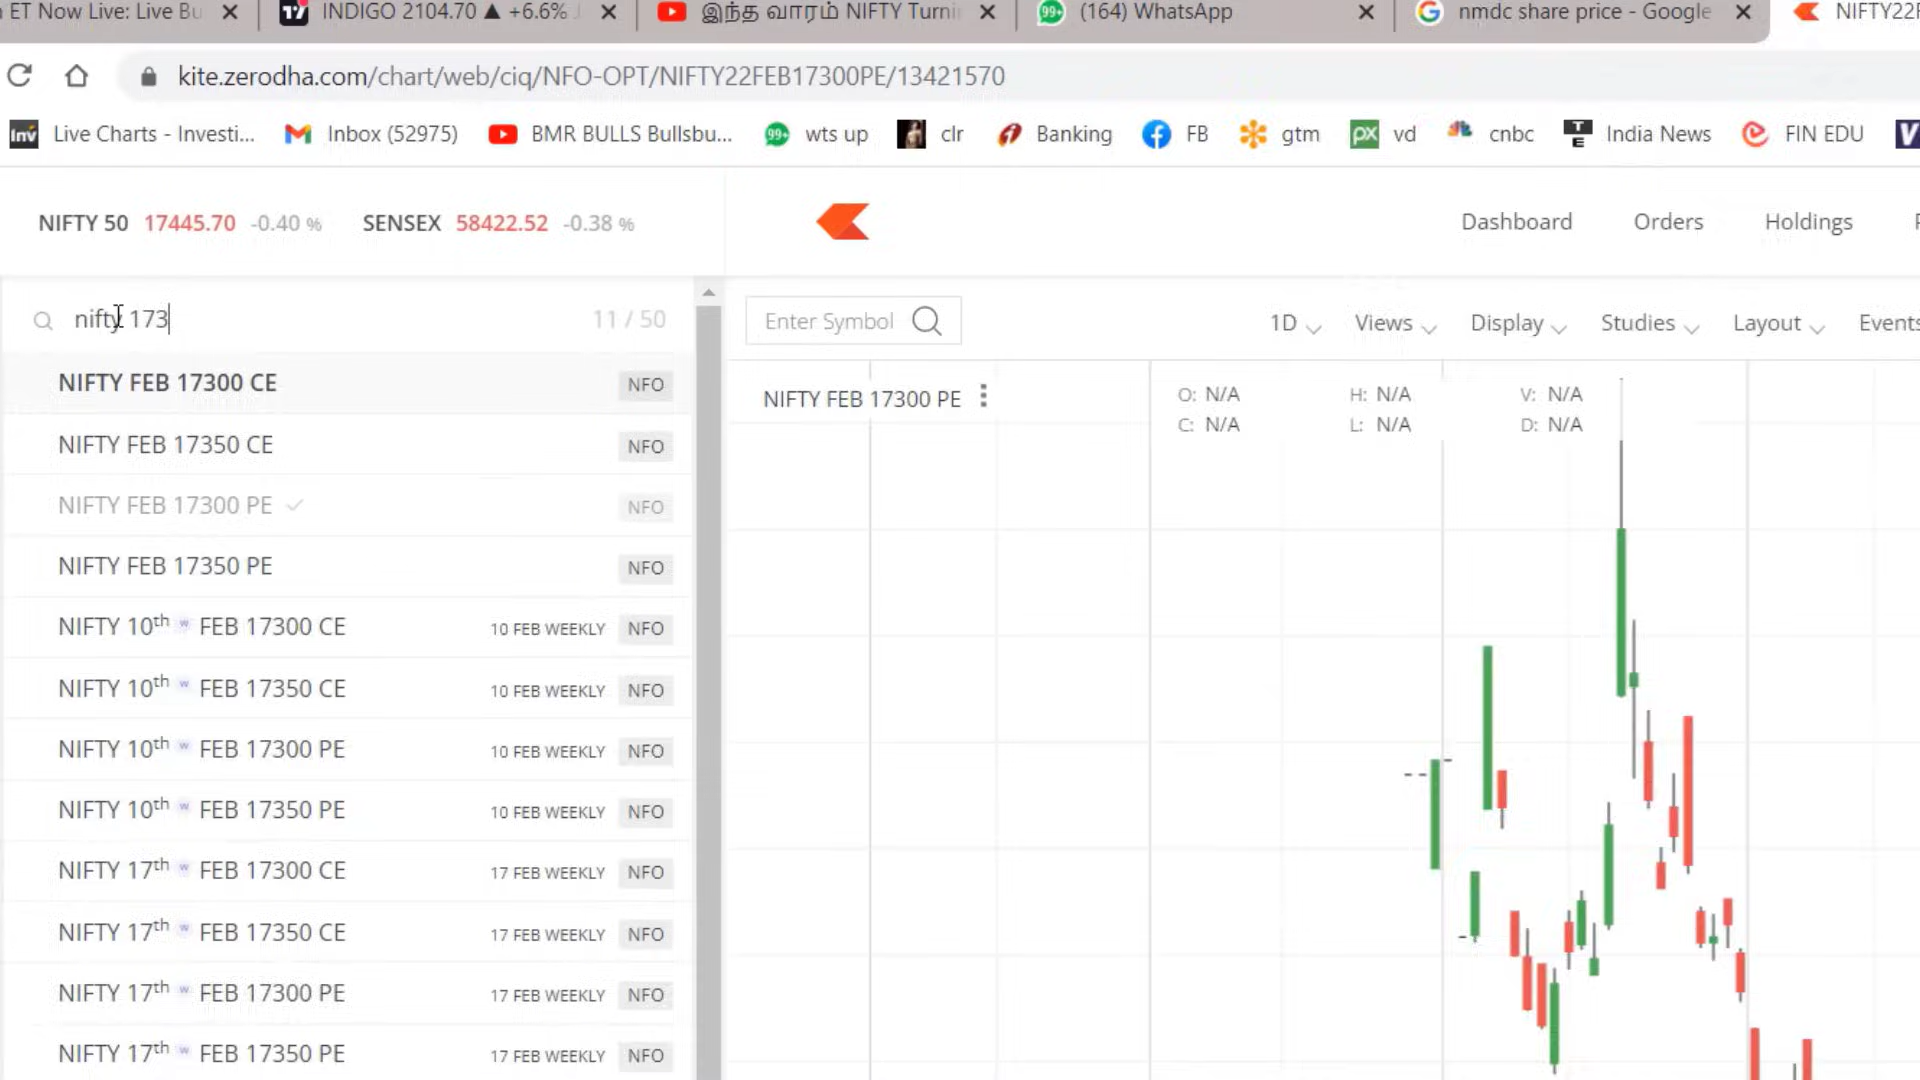 ET Now Live: Live Bu
INDIGO 2104.70 ▲ +6.6%
இந்த வாரம் NIFTY Turni
(164) WhatsApp
nmdc share price - Google
NIFTY22F
kite.zerodha.com/chart/web/ciq/NFO-OPT/NIFTY22FEB17300PE/13421570
Inv Live Charts - Investi... Inbox (52975) BMR BULLS Bullsbu... 99+ wts up clr Banking FB gtm px vd cnbc TTE India News FIN EDU V
NIFTY 50 17445.70 -0.40 % SENSEX 58422.52 -0.38 %
Dashboard Orders Holdings P
nifty 173 11 / 50
Enter Symbol 1D Views Display Studies Layout Events
NIFTY FEB 17300 CE NFO
NIFTY FEB 17350 CE NFO
NIFTY FEB 17300 PE NFO
NIFTY FEB 17350 PE NFO
NIFTY 10th w FEB 17300 CE 10 FEB WEEKLY NFO
NIFTY 10th w FEB 17350 CE 10 FEB WEEKLY NFO
NIFTY 10th w FEB 17300 PE 10 FEB WEEKLY NFO
NIFTY 10th w FEB 17350 PE 10 FEB WEEKLY NFO
NIFTY 17th w FEB 17300 CE 17 FEB WEEKLY NFO
NIFTY 17th w FEB 17350 CE 17 FEB WEEKLY NFO
NIFTY 17th w FEB 17300 PE 17 FEB WEEKLY NFO
NIFTY 17th w FEB 17350 PE 17 FEB WEEKLY NFO
NIFTY FEB 17300 PE
O: N/A H: N/A V: N/A
C: N/A L: N/A D: N/A